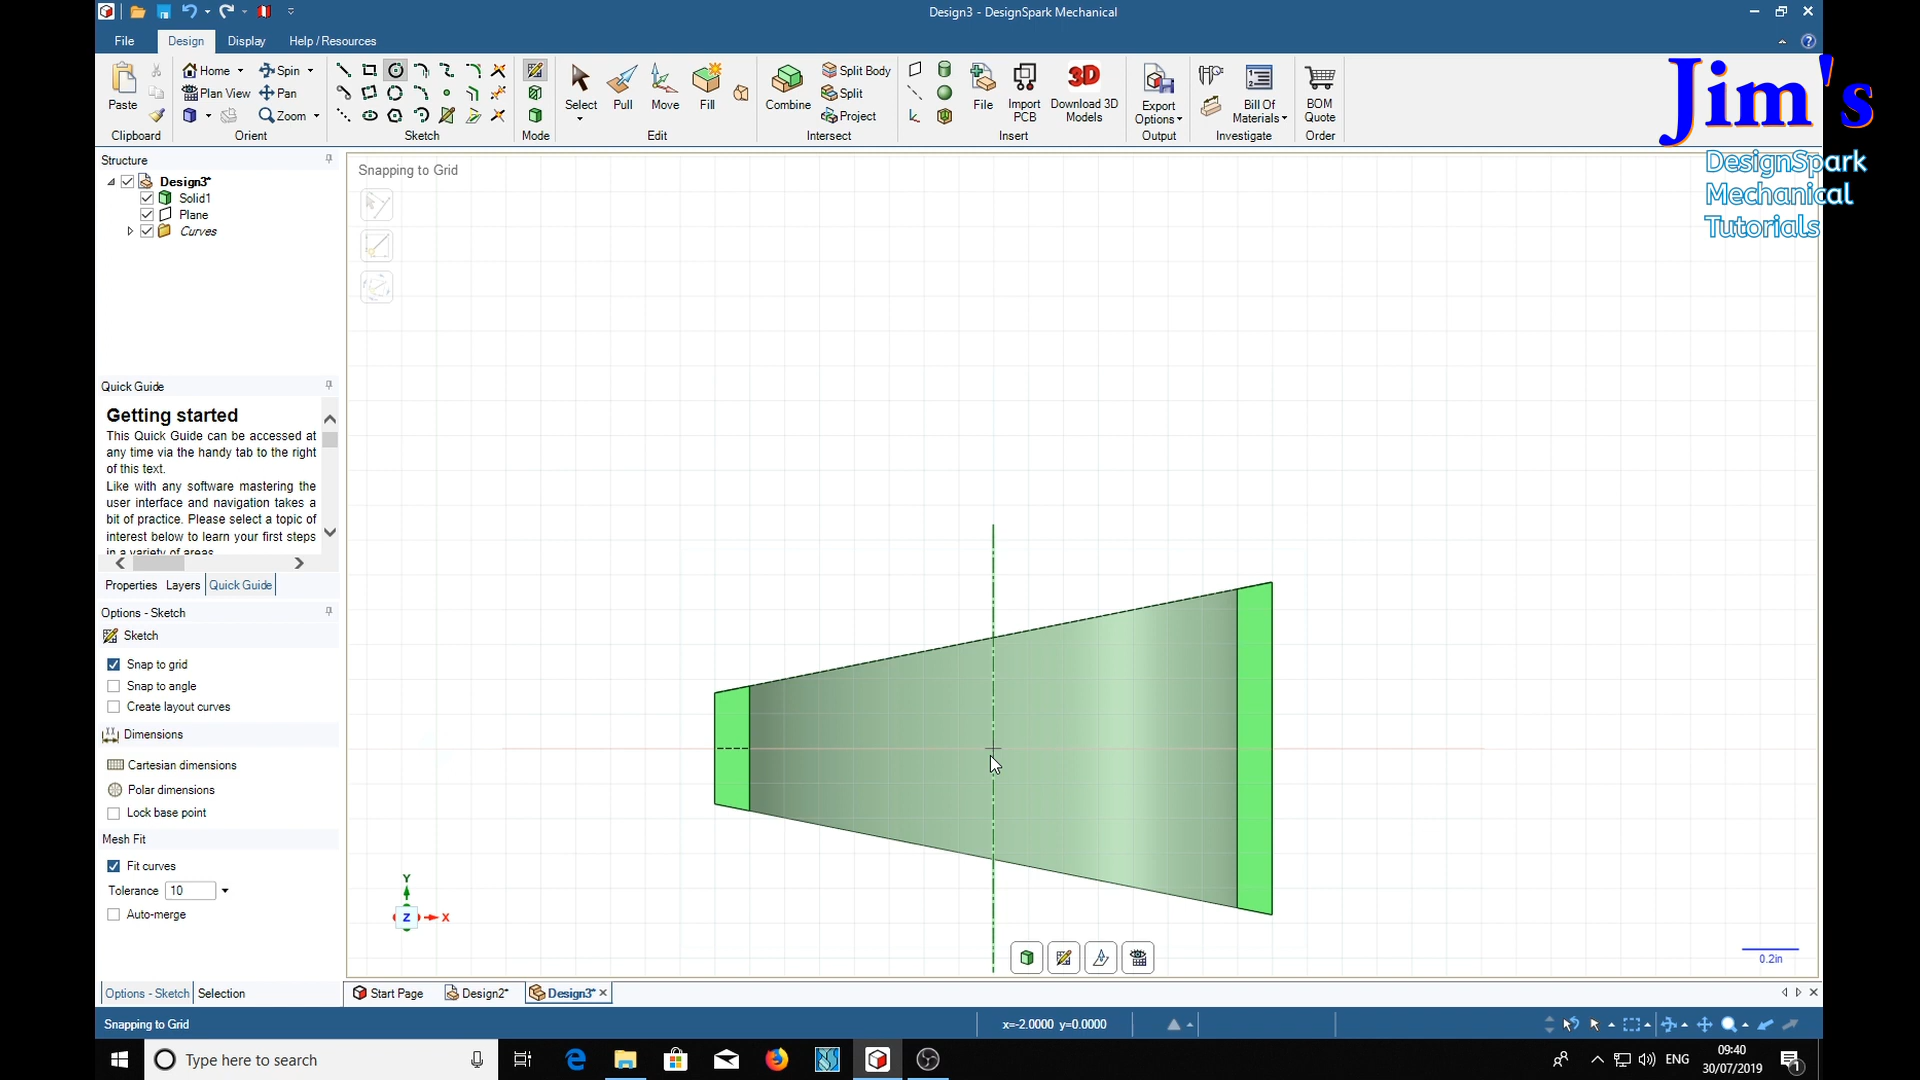 Design3 - DesignSpark Mechanical
File Design Display Help / Resources
Jim's
DesignSpark
Mechanical
Tutorials
Paste
Clipboard
Home Spin
Plan View Pan
Zoom
Orient
Sketch
Mode
Select Pull Move Fill
Edit
Combine
Split Body
Split
Project
Intersect
File Import PCB Download 3D Models
3D
Insert
Export Options
Output
Bill Of Materials
Investigate
BOM Quote
Order
Structure
Design3*
Solid1
Plane
Curves
Snapping to Grid
Quick Guide
Getting started
This Quick Guide can be accessed at
any time via the handy tab to the right
of this text.
Like with any software mastering the
user interface and navigation takes a
bit of practice. Please select a topic of
interest below to learn your first steps
in a variety of areas
Properties Layers Quick Guide
Options - Sketch
Sketch
Snap to grid
Snap to angle
Create layout curves
Dimensions
Cartesian dimensions
Polar dimensions
Lock base point
Mesh Fit
Fit curves
Tolerance 10
Auto-merge
Y
Z X
0.2in
Options - Sketch Selection
Start Page Design2* Design3*
Snapping to Grid x=-2.0000 y=0.0000
Type here to search
ENG
09:40
30/07/2019
1